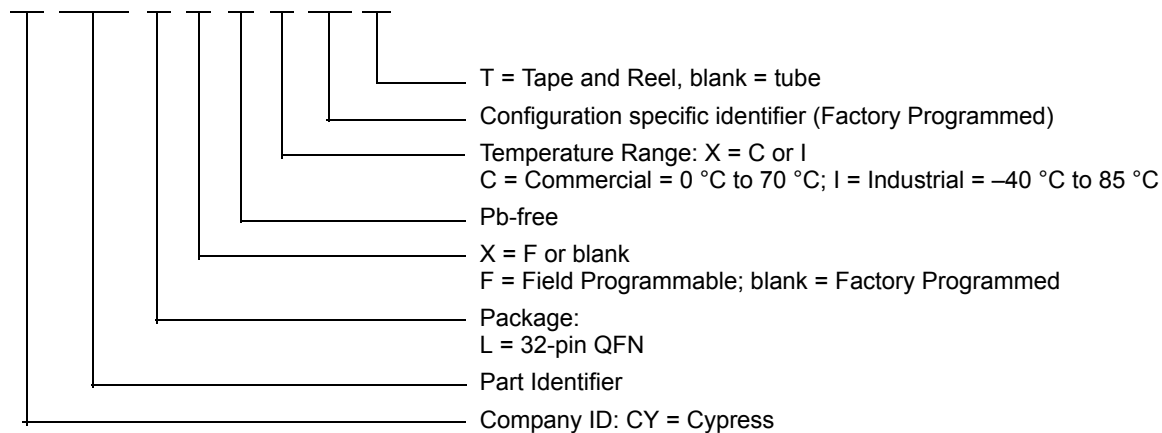 T = Tape and Reel, blank = tube
Configuration specific identifier (Factory Programmed)
Temperature Range: X = C or I
C = Commercial = 0 °C to 70 °C; I = Industrial = –40 °C to 85 °C
Pb-free
X = F or blank
F = Field Programmable; blank = Factory Programmed
Package:
L = 32-pin QFN
Part Identifier
Company ID: CY = Cypress